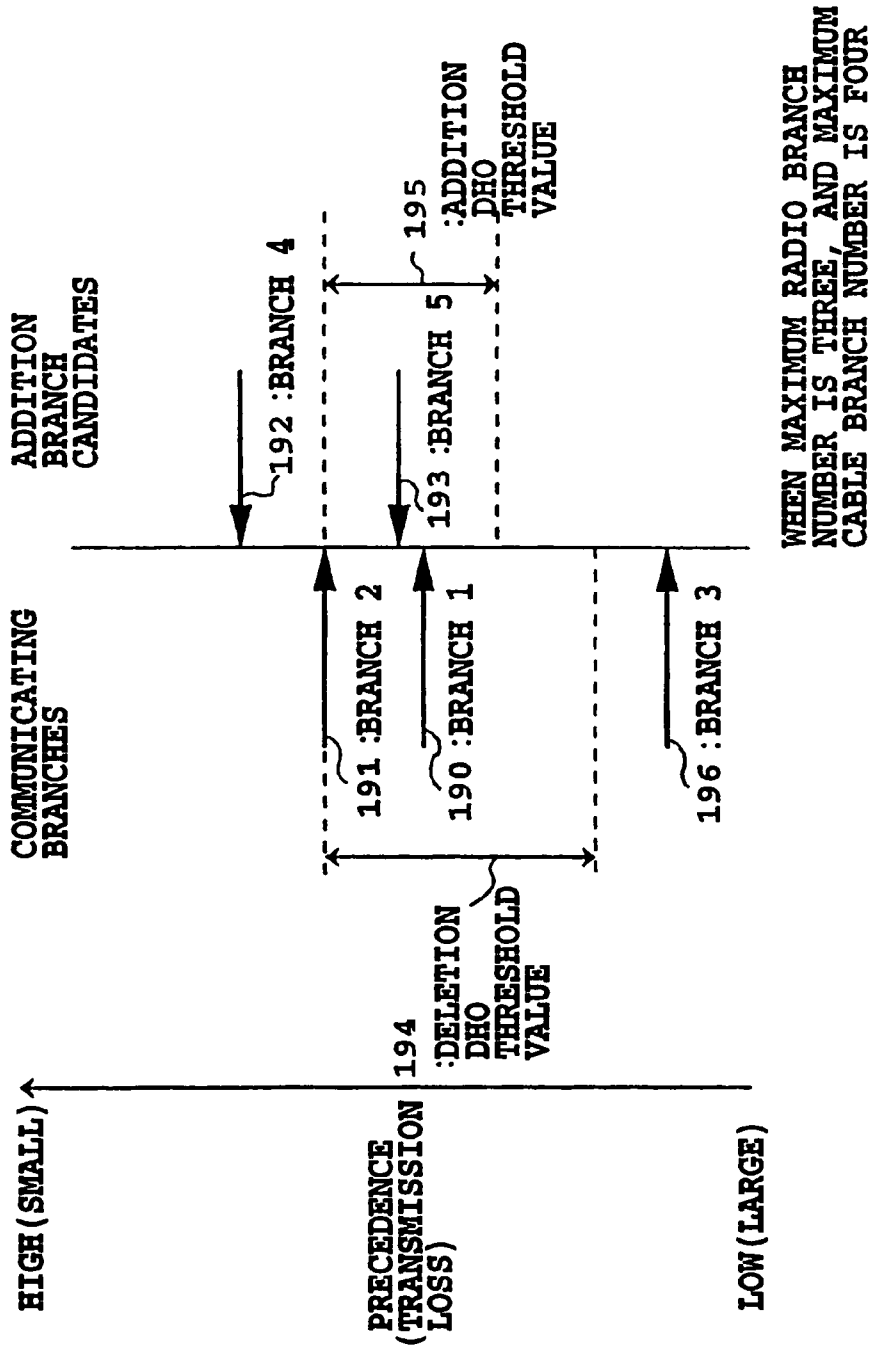 HIGH(SMALL)
PRECEDENCE
(TRANSMISSION
LOSS)
LOW(LARGE)
COMMUNICATING
BRANCHES
ADDITION
BRANCH
CANDIDATES
194
:DELETION
DHO
THRESHOLD
VALUE
191 :BRANCH 2
190 :BRANCH 1
196 :BRANCH 3
192 :BRANCH 4
193 :BRANCH 5
195
:ADDITION
DHO
THRESHOLD
VALUE
WHEN MAXIMUM RADIO BRANCH
NUMBER IS THREE, AND MAXIMUM
CABLE BRANCH NUMBER IS FOUR